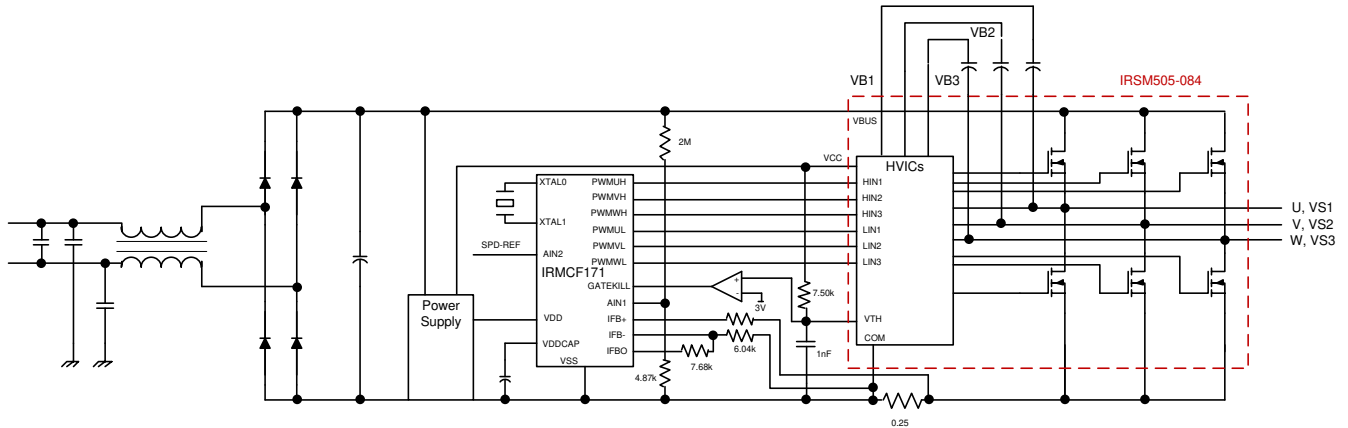 VB2
VB1
VB3
IRSM505-084
VBUS
2M
VCC
HVICs
XTAL0
PWMUH
HIN1
PWMVH
HIN2
PWMWH
HIN3
U, VS1
XTAL1
PWMUL
LIN1
V, VS2
SPD-REF
PWMVL
LIN2
W, VS3
AIN2
PWMWL
LIN3
IRMCF171
GATEKILL
+
-
7.50k
Power
Supply
AIN1
3V
VDD
IFB+
VTH
IFB-
COM
VDDCAP
6.04k
1nF
IFBO
VSS
7.68k
4.87k
0.25